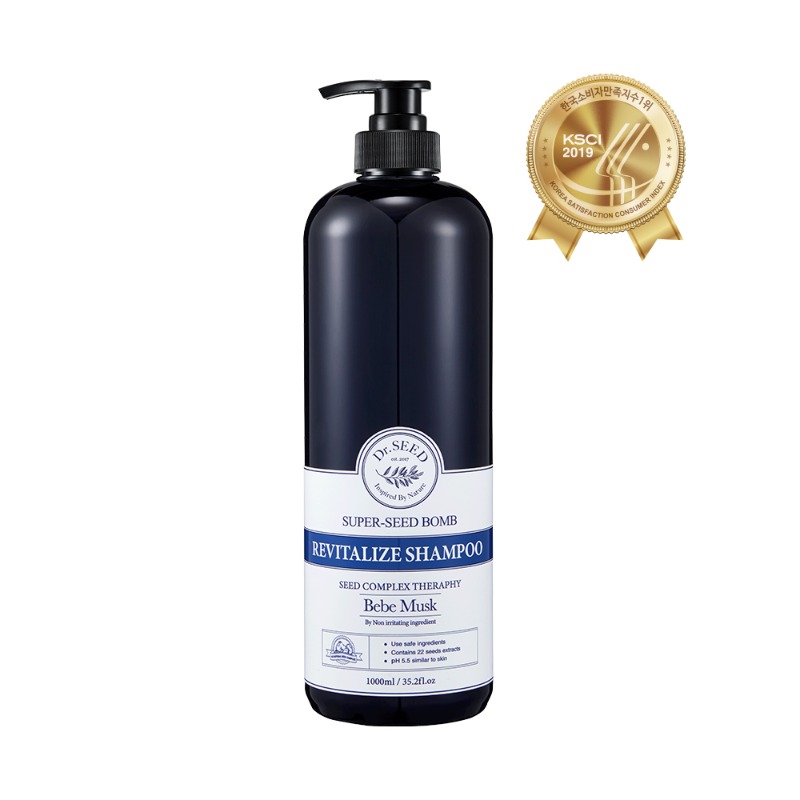 Dr.SEED
est. 2017
Inspired By Nature
SUPER-SEED BOMB
REVITALIZE SHAMPOO
SEED COMPLEX THERAPHY
Bebe Musk
By Non irritating ingredient
• Use safe ingredients
• Contains 22 seeds extracts
• pH 5.5 similar to skin
1000ml / 35.2fl.oz
한국소비자만족지수1위
KSCI
2019
KOREA SATISFACTION CONSUMER INDEX